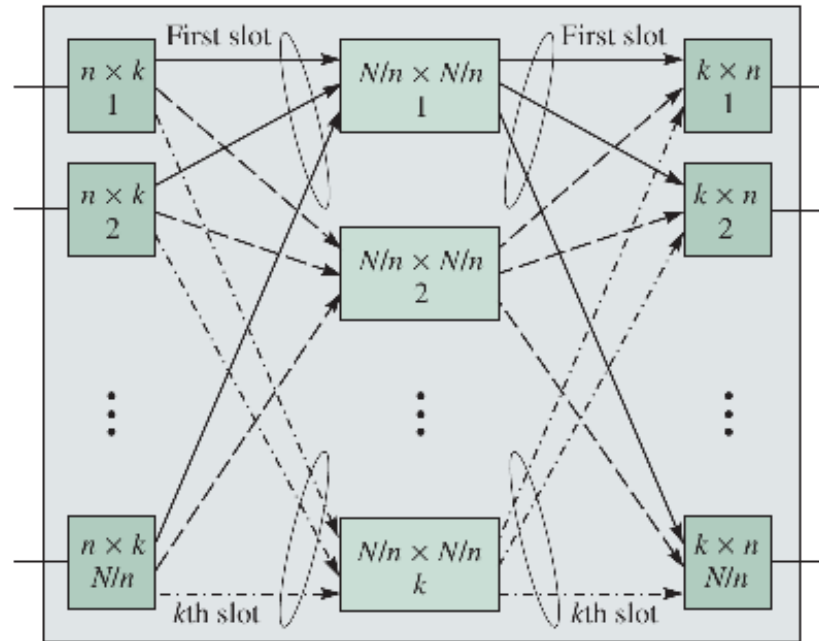 First slot
First slot
n × k
1
N/n × N/n
1
k × n
1
n × k
2
k × n
2
N/n × N/n
2
n × k
N/n
N/n × N/n
k
k × n
N/n
kth slot
kth slot